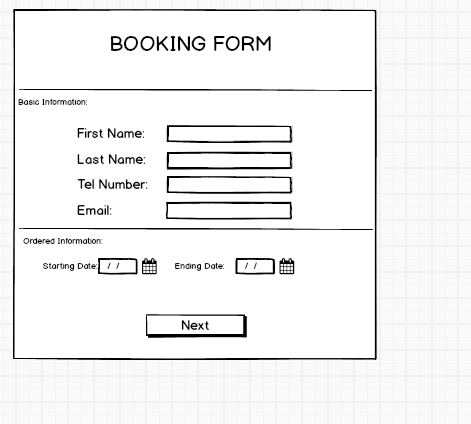 BOOKING FORM
Basic Information:
First Name:
Last Name:
Tel Number:
Email:
Ordered Information:
Starting Date: / / Ending Date: / /
Next